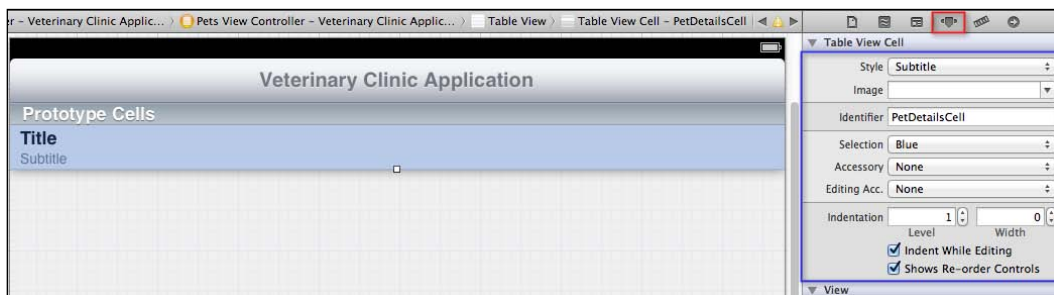 r - Veterinary Clinic Applic... Pets View Controller - Veterinary Clinic Applic... Table View Table View Cell - PetDetailsCell
Veterinary Clinic Application
Prototype Cells
Title
Subtitle
Table View Cell
Style Subtitle
Image
Identifier PetDetailsCell
Selection Blue
Accessory None
Editing Acc. None
Indentation 1 0
Level Width
Indent While Editing
Shows Re-order Controls
View